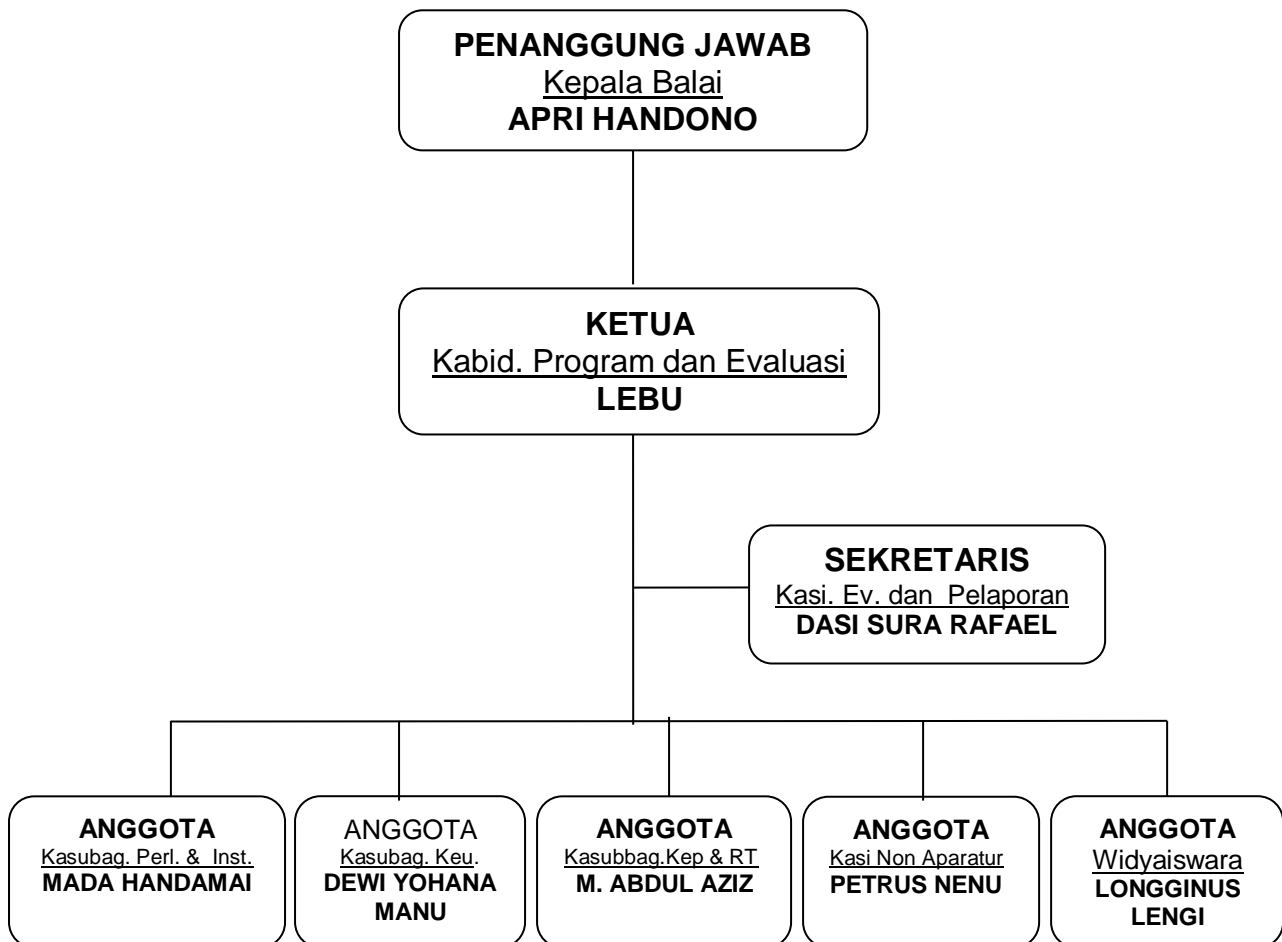 PENANGGUNG JAWAB
Kepala Balai
APRI HANDONO
KETUA
Kabid. Program dan Evaluasi
LEBU
SEKRETARIS
Kasi. Ev. dan Pelaporan
DASI SURA RAFAEL
ANGGOTA
Kasubag. Perl. & Inst.
MADA HANDAMAI
ANGGOTA
Kasubag. Keu.
DEWI YOHANA
MANU
ANGGOTA
Kasubbag.Kep & RT
M. ABDUL AZIZ
ANGGOTA
Kasi Non Aparatur
PETRUS NENU
ANGGOTA
Widyaiswara
LONGGINUS
LENGI